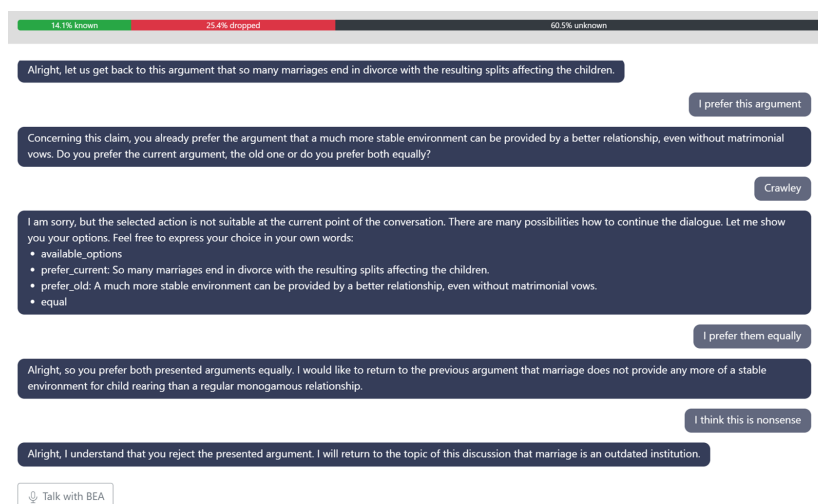 14.1% known 25.4% dropped 60.5% unknown
Alright, let us get back to this argument that so many marriages end in divorce with the resulting splits affecting the children.
I prefer this argument
Concerning this claim, you already prefer the argument that a much more stable environment can be provided by a better relationship, even without matrimonial
vows. Do you prefer the current argument, the old one or do you prefer both equally?
Crawley
I am sorry, but the selected action is not suitable at the current point of the conversation. There are many possibilities how to continue the dialogue. Let me show
you your options. Feel free to express your choice in your own words:
• available_options
• prefer_current: So many marriages end in divorce with the resulting splits affecting the children.
• prefer_old: A much more stable environment can be provided by a better relationship, even without matrimonial vows.
• equal
I prefer them equally
Alright, so you prefer both presented arguments equally. I would like to return to the previous argument that marriage does not provide any more of a stable
environment for child rearing than a regular monogamous relationship.
I think this is nonsense
Alright, I understand that you reject the presented argument. I will return to the topic of this discussion that marriage is an outdated institution.
Talk with BEA